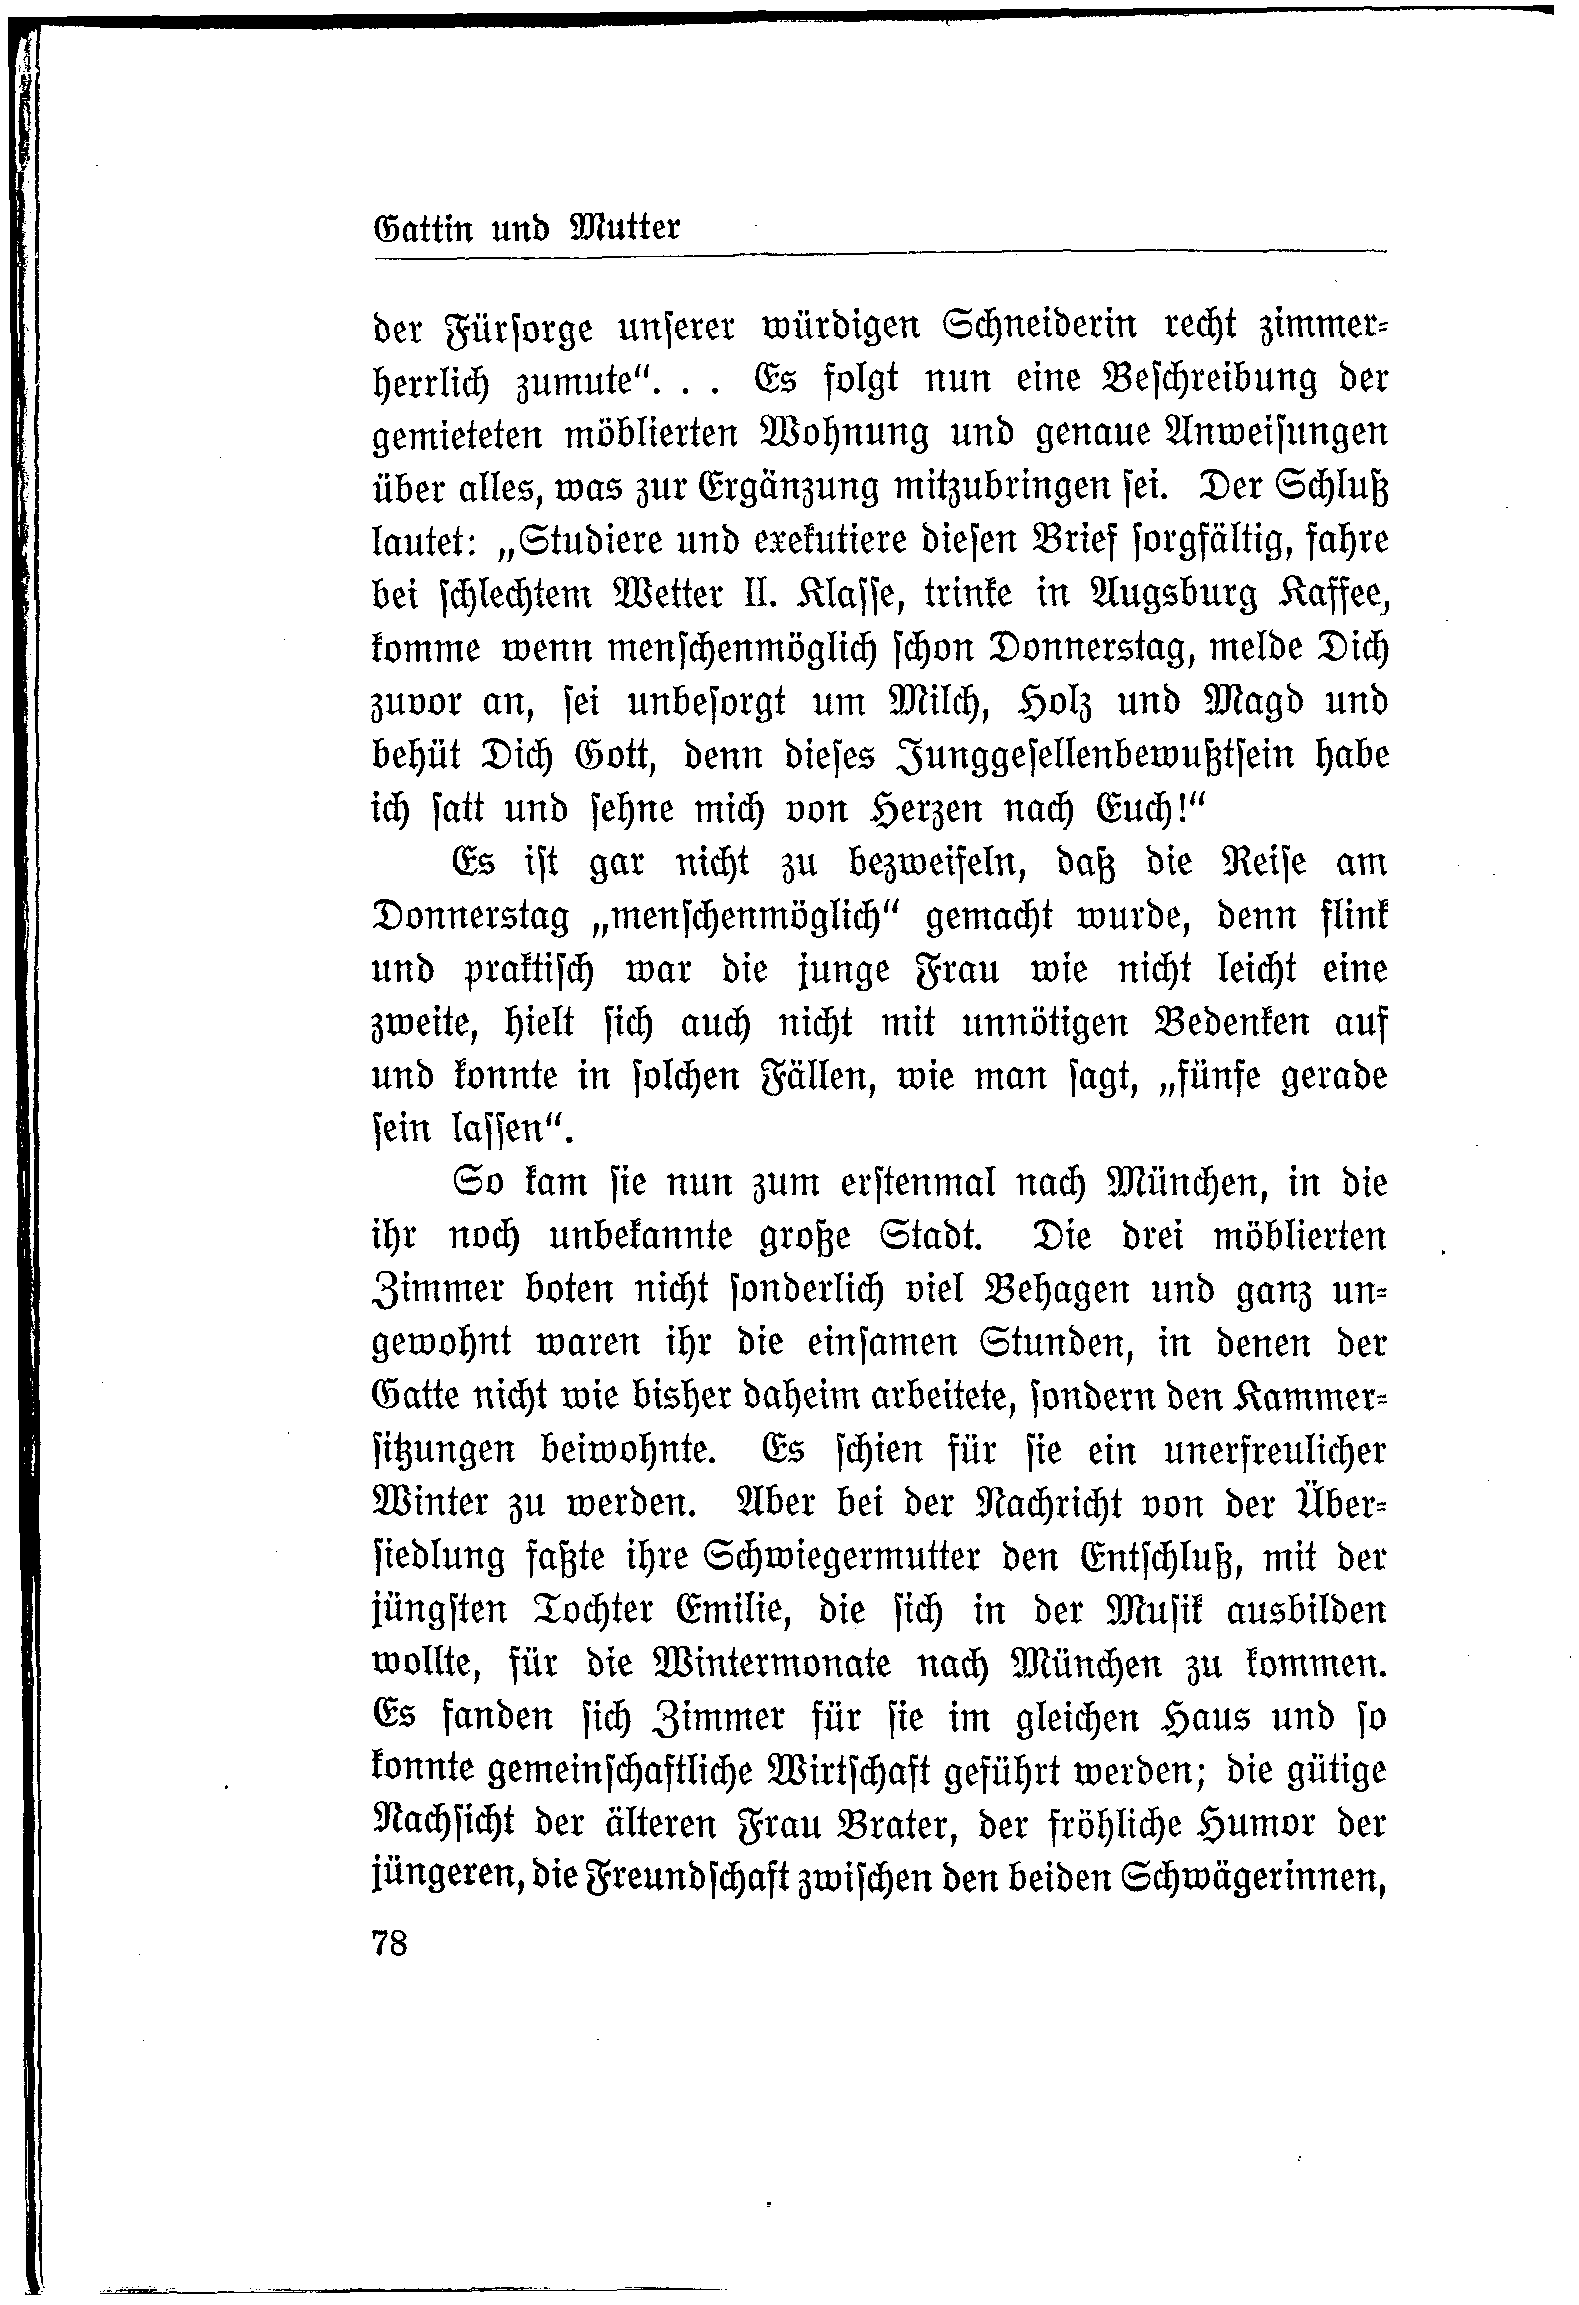 Gattin und Mutter
der Fürsorge unserer würdigen Schneiderin recht zimmer-
herrlich zumute“. . . Es folgt nun eine Beschreibung der
gemieteten möblierten Wohnung und genaue Anweisungen
über alles, was zur Ergänzung mitzubringen sei. Der Schluß
lautet: „Studiere und exekutiere diesen Brief sorgfältig, fahre
bei schlechtem Wetter II. Klasse, trinke in Augsburg Kaffee,
komme wenn menschenmöglich schon Donnerstag, melde Dich
zuvor an, sei unbesorgt um Milch, Holz und Magd und
behüt Dich Gott, denn dieses Junggesellenbewußtsein habe
ich satt und sehne mich von Herzen nach Euch!“
Es ist gar nicht zu bezweifeln, daß die Reise am
Donnerstag „menschenmöglich“ gemacht wurde, denn flink
und praktisch war die junge Frau wie nicht leicht eine
zweite, hielt sich auch nicht mit unnötigen Bedenken auf
und konnte in solchen Fällen, wie man sagt, „fünfe gerade
sein lassen“.
So kam sie nun zum erstenmal nach München, in die
ihr noch unbekannte große Stadt. Die drei möblierten
Zimmer boten nicht sonderlich viel Behagen und ganz un-
gewohnt waren ihr die einsamen Stunden, in denen der
Gatte nicht wie bisher daheim arbeitete, sondern den Kammer-
sitzungen beiwohnte. Es schien für sie ein unerfreulicher
Winter zu werden. Aber bei der Nachricht von der Über-
siedlung faßte ihre Schwiegermutter den Entschluß, mit der
jüngsten Tochter Emilie, die sich in der Musik ausbilden
wollte, für die Wintermonate nach München zu kommen.
Es fanden sich Zimmer für sie im gleichen Haus und so
konnte gemeinschaftliche Wirtschaft geführt werden; die gütige
Nachsicht der älteren Frau Brater, der fröhliche Humor der
jüngeren, die Freundschaft zwischen den beiden Schwägerinnen,
78